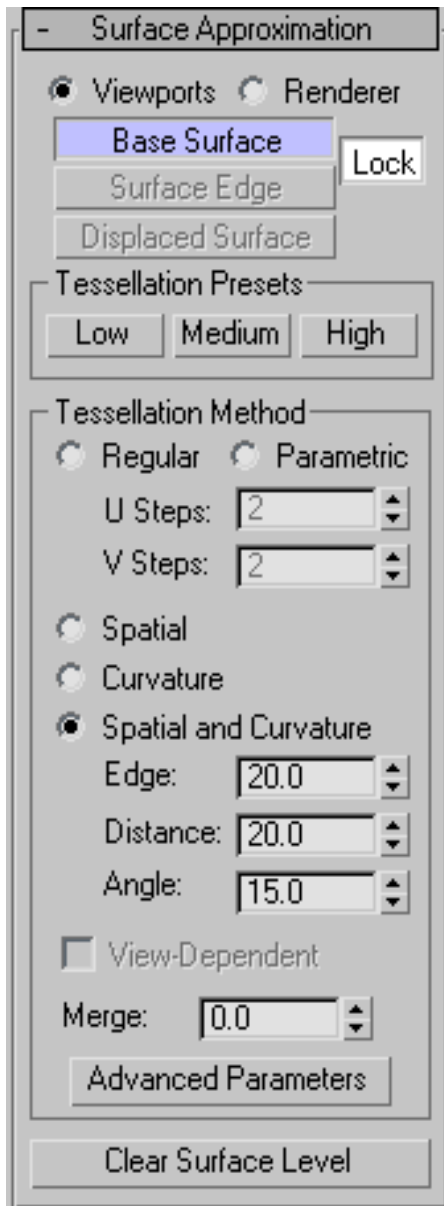 - Surface Approximation
Viewports Renderer
Base Surface
Lock
Surface Edge
Displaced Surface
Tessellation Presets
Low Medium High
Tessellation Method
Regular Parametric
U Steps: 2
V Steps: 2
Spatial
Curvature
Spatial and Curvature
Edge: 20.0
Distance: 20.0
Angle: 15.0
View-Dependent
Merge: 0.0
Advanced Parameters
Clear Surface Level